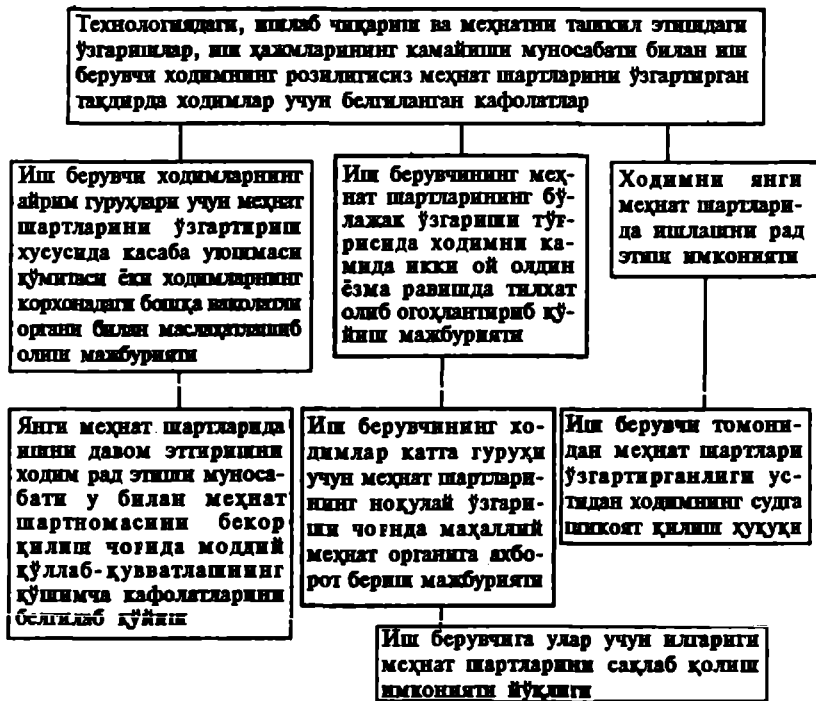 Технологиядаги, ишлаб чиқариш ва меҳнатни ташкил этишдаги
ўзгаришлар, иш ҳажмларининг камайиши муносабати билан иш
берувчи ходимнинг розилигисиз меҳнат шартларини ўзгартирган
тақдирда ходимлар учун белгиланган кафолатлар
Иш берувчи ходимларнинг
айрим гуруҳлари учун меҳнат
шартларини ўзгартириш
хусусида касаба уюшмаси
қўмитаси ёки ходимларнинг
корхонадаги бошқа ваколатли
органи билан маслаҳатлашиб
олиш мажбурияти
Иш берувчининг меҳ-
нат шартларининг бў-
лажак ўзгариши тўғ-
рисида ходимни ка-
мида икки ой олдин
ёзма равишда тилхат
олиб огоҳлантириб қў-
йиш мажбурияти
Ходимни янги
меҳнат шартлари-
да ишлашни рад
этиш имконияти
Янги меҳнат шартларида
ишни давом эттиришни
ходим рад этиши муноса-
бати у билан меҳнат
шартномасини бекор
қилиш чоғида моддий
қўллаб-қувватлашнинг
қўшимча кафолатларини
белгилаб қўйиш
Иш берувчининг хо-
димлар катта гуруҳи
учун меҳнат шартлари-
нинг ноқулай ўзгари-
ши чоғида маҳаллий
меҳнат органига ахбо-
рот бериш мажбурияти
Иш берувчи томони-
дан меҳнат шартлари
ўзгартирганлиги ус-
тидан ходимнинг судга
шикоят қилиш ҳуқуқи
Иш берувчига улар учун илгариги
меҳнат шартларини сақлаб қолиш
имконияти йўқлиги